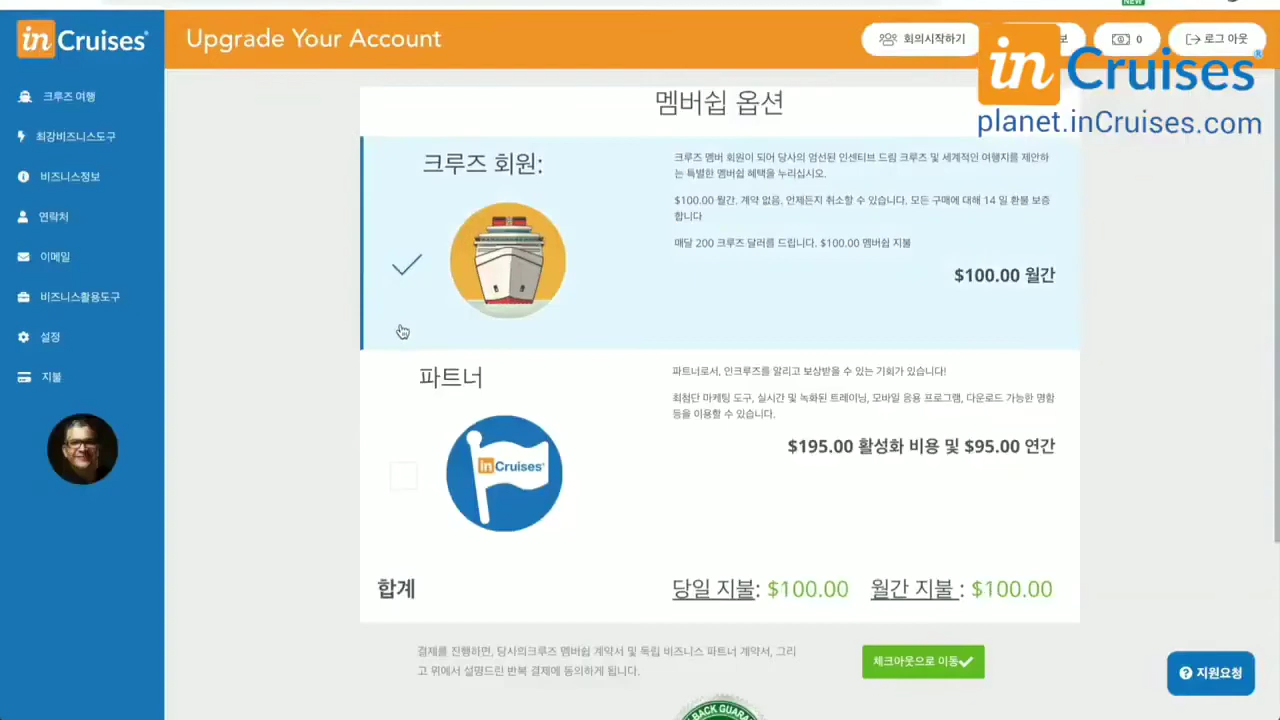 NEW
in Cruises®
Upgrade Your Account
회의시작하기
보
0
로그 아웃
in Cruises®
planet.inCruises.com
크루즈 여행
최강비즈니스도구
비즈니스정보
연락처
이메일
비즈니스활용도구
설정
지불
멤버쉽 옵션
크루즈 회원:
크루즈 멤버 회원이 되어 당사의 엄선된 인센티브 드림 크루즈 및 세계적인 여행지를 제안하
는 특별한 멤버쉽 혜택을 누리십시오.
$100.00 월간. 계약 없음. 언제든지 취소할 수 있습니다. 모든 구매에 대해 14 일 환불 보증
합니다
매달 200 크루즈 달러를 드립니다. $100.00 멤버쉽 지불
$100.00 월간
파트너
inCruises®
파트너로서, 인크루즈를 알리고 보상받을 수 있는 기회가 있습니다!
최첨단 마케팅 도구, 실시간 및 녹화된 트레이닝, 모바일 응용 프로그램, 다운로드 가능한 명함
등을 이용할 수 있습니다.
$195.00 활성화 비용 및 $95.00 연간
합계
당일 지불: $100.00 월간 지불 : $100.00
결제를 진행하면, 당사의크루즈 멤버쉽 계약서 및 독립 비즈니스 파트너 계약서, 그리
고 위에서 설명드린 반복 결제에 동의하게 됩니다.
체크아웃으로 이동
지원요청
BACK GUARA